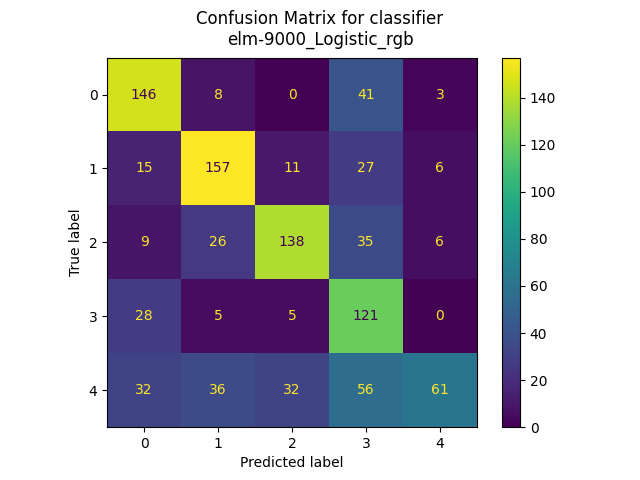 Confusion Matrix for classifier
elm-9000_Logistic_rgb
0 146 8 0 41 3
1 15 157 11 27 6
2 9 26 138 35 6
3 28 5 5 121 0
4 32 36 32 56 61
0 1 2 3 4
True label
Predicted label
140
120
100
80
60
40
20
0